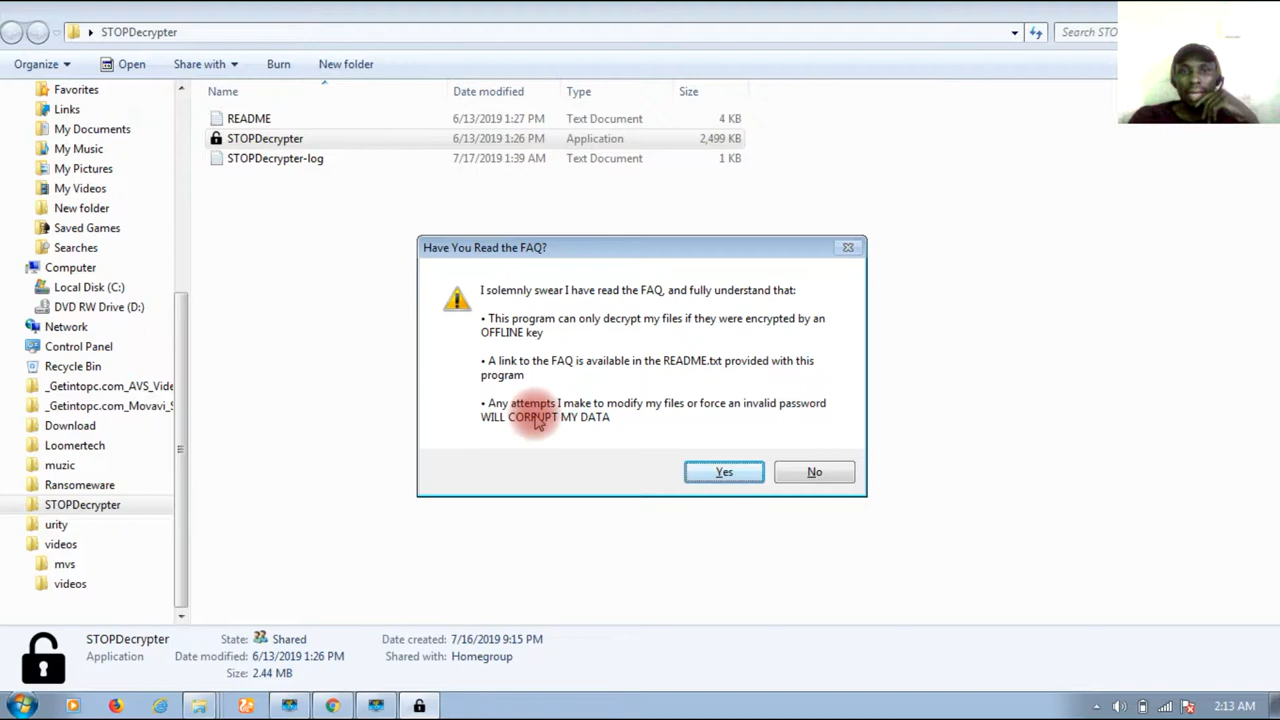 STOPDecrypter
Search STO
Organize
Open
Share with
Burn
New folder
Name
Date modified
Type
Size
Favorites
Links
My Documents
My Music
My Pictures
My Videos
New folder
Saved Games
Searches
Computer
Local Disk (C:)
DVD RW Drive (D:)
Network
Control Panel
Recycle Bin
_Getintopc.com_AVS_Vide
_Getintopc.com_Movavi_S
Download
Loomertech
muzic
Ransomeware
STOPDecrypter
urity
videos
mvs
videos
README 6/13/2019 1:27 PM Text Document 4 KB
STOPDecrypter 6/13/2019 1:26 PM Application 2,499 KB
STOPDecrypter-log 7/17/2019 1:39 AM Text Document 1 KB
Have You Read the FAQ?
I solemnly swear I have read the FAQ, and fully understand that:
• This program can only decrypt my files if they were encrypted by an
OFFLINE key
• A link to the FAQ is available in the README.txt provided with this
program
• Any attempts I make to modify my files or force an invalid password
WILL CORRUPT MY DATA
Yes
No
STOPDecrypter State: Shared Date created: 7/16/2019 9:15 PM
Application Date modified: 6/13/2019 1:26 PM Shared with: Homegroup
Size: 2.44 MB
2:13 AM